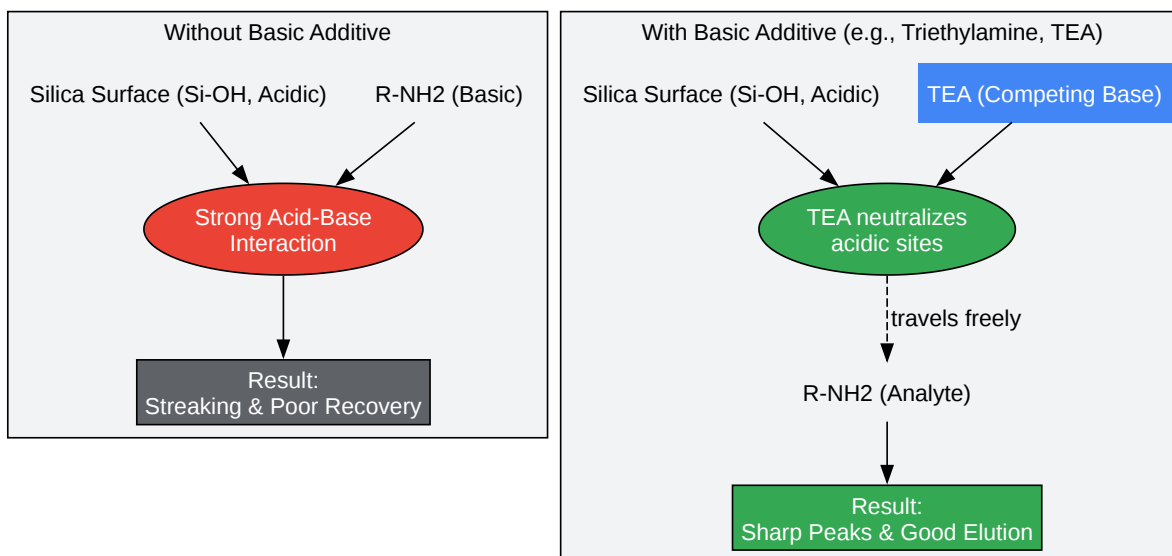 Without Basic Additive
Silica Surface (Si-OH, Acidic)
R-NH2 (Basic)
Strong Acid-Base
Interaction
Result:
Streaking & Poor Recovery
With Basic Additive (e.g., Triethylamine, TEA)
Silica Surface (Si-OH, Acidic)
TEA (Competing Base)
TEA neutralizes
acidic sites
travels freely
R-NH2 (Analyte)
Result:
Sharp Peaks & Good Elution